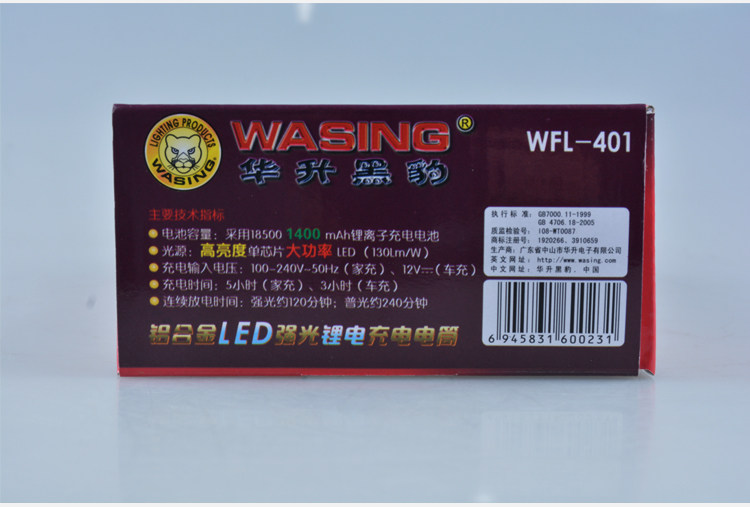 LIGHTING PRODUCTS
WASING
WASING®
华升黑豹
WFL-401
主要技术指标
电池容量：采用18500 1400 mAh锂离子充电电池
光源：高亮度单芯片大功率 LED （130Lm/W）
充电输入电压：100-240V-50Hz（家充）、12V⎓（车充）
充电时间：5小时（家充）、3小时（车充）
连续放电时间：强光约120分钟；普光约240分钟
铝合金LED强光锂电充电电筒
执行标准：GB7000.11-1999
GB 4706.18-2005
质监检验号：108-WT0087
商标注册号：1920266、3910659
生产商：广东省中山市华升电子有限公司
英文网址：http://www.wasing.com
中文网址：华升黑豹．中国
6 945831 600231